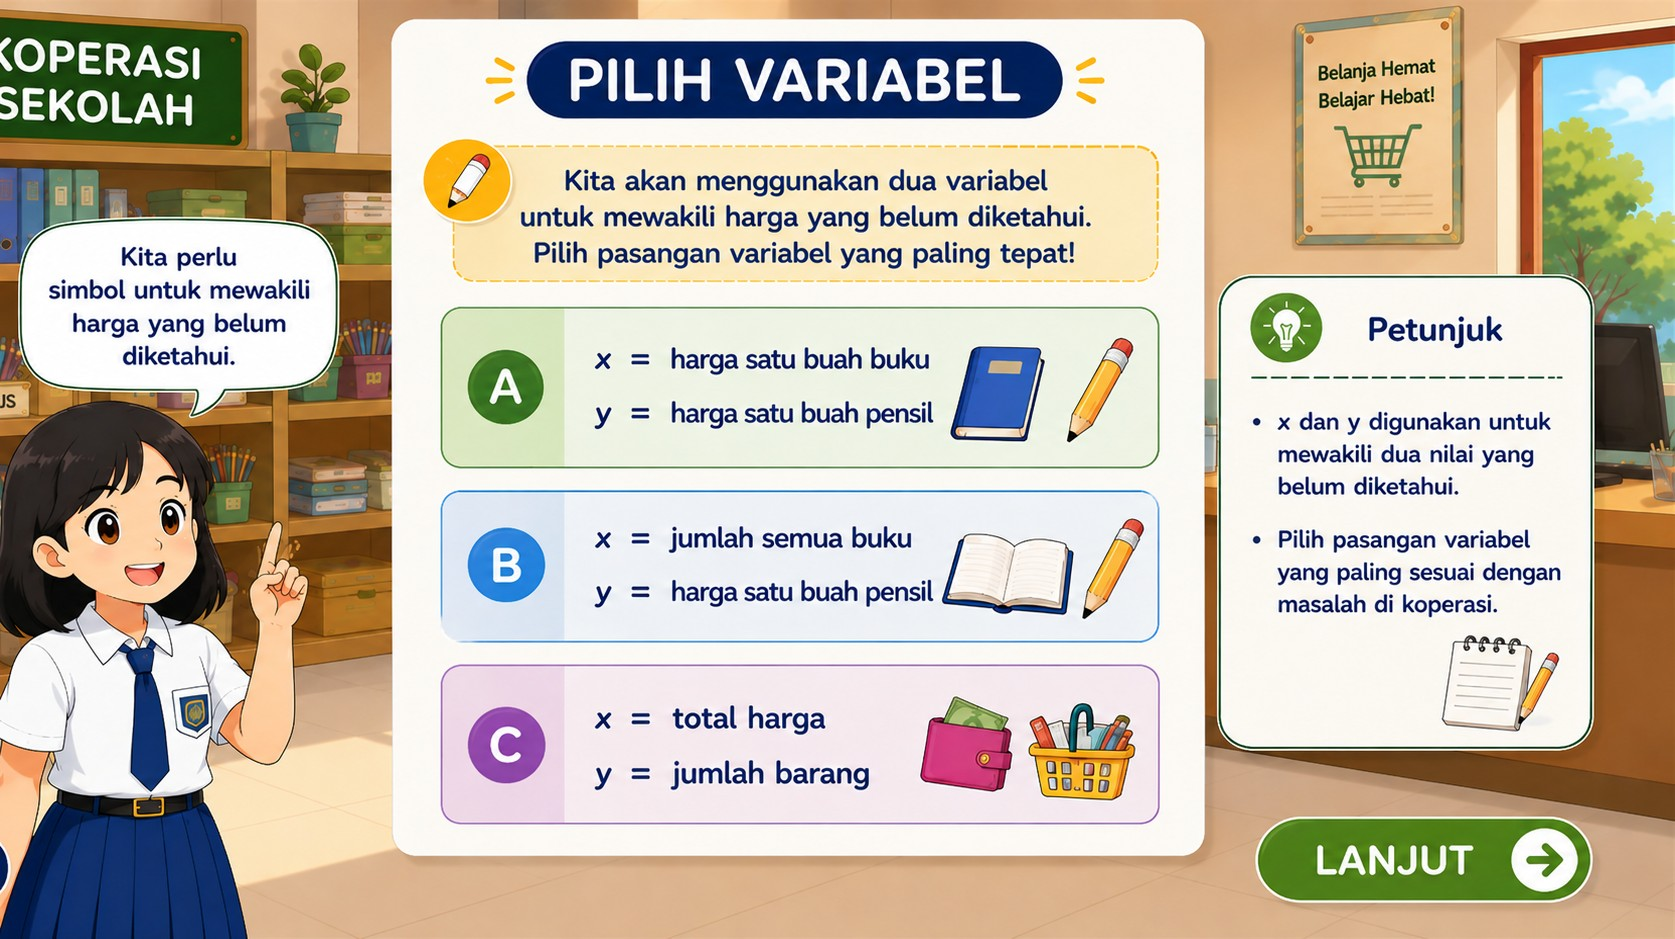 KOPERASI
SEKOLAH
PILIH VARIABEL
Belanja Hemat
Belajar Hebat!
Kita akan menggunakan dua variabel
untuk mewakili harga yang belum diketahui.
Pilih pasangan variabel yang paling tepat!
Kita perlu
simbol untuk mewakili
harga yang belum
diketahui.
A
x = harga satu buah buku
y = harga satu buah pensil
B
x = jumlah semua buku
y = harga satu buah pensil
C
x = total harga
y = jumlah barang
Petunjuk
• x dan y digunakan untuk
mewakili dua nilai yang
belum diketahui.
• Pilih pasangan variabel
yang paling sesuai dengan
masalah di koperasi.
LANJUT